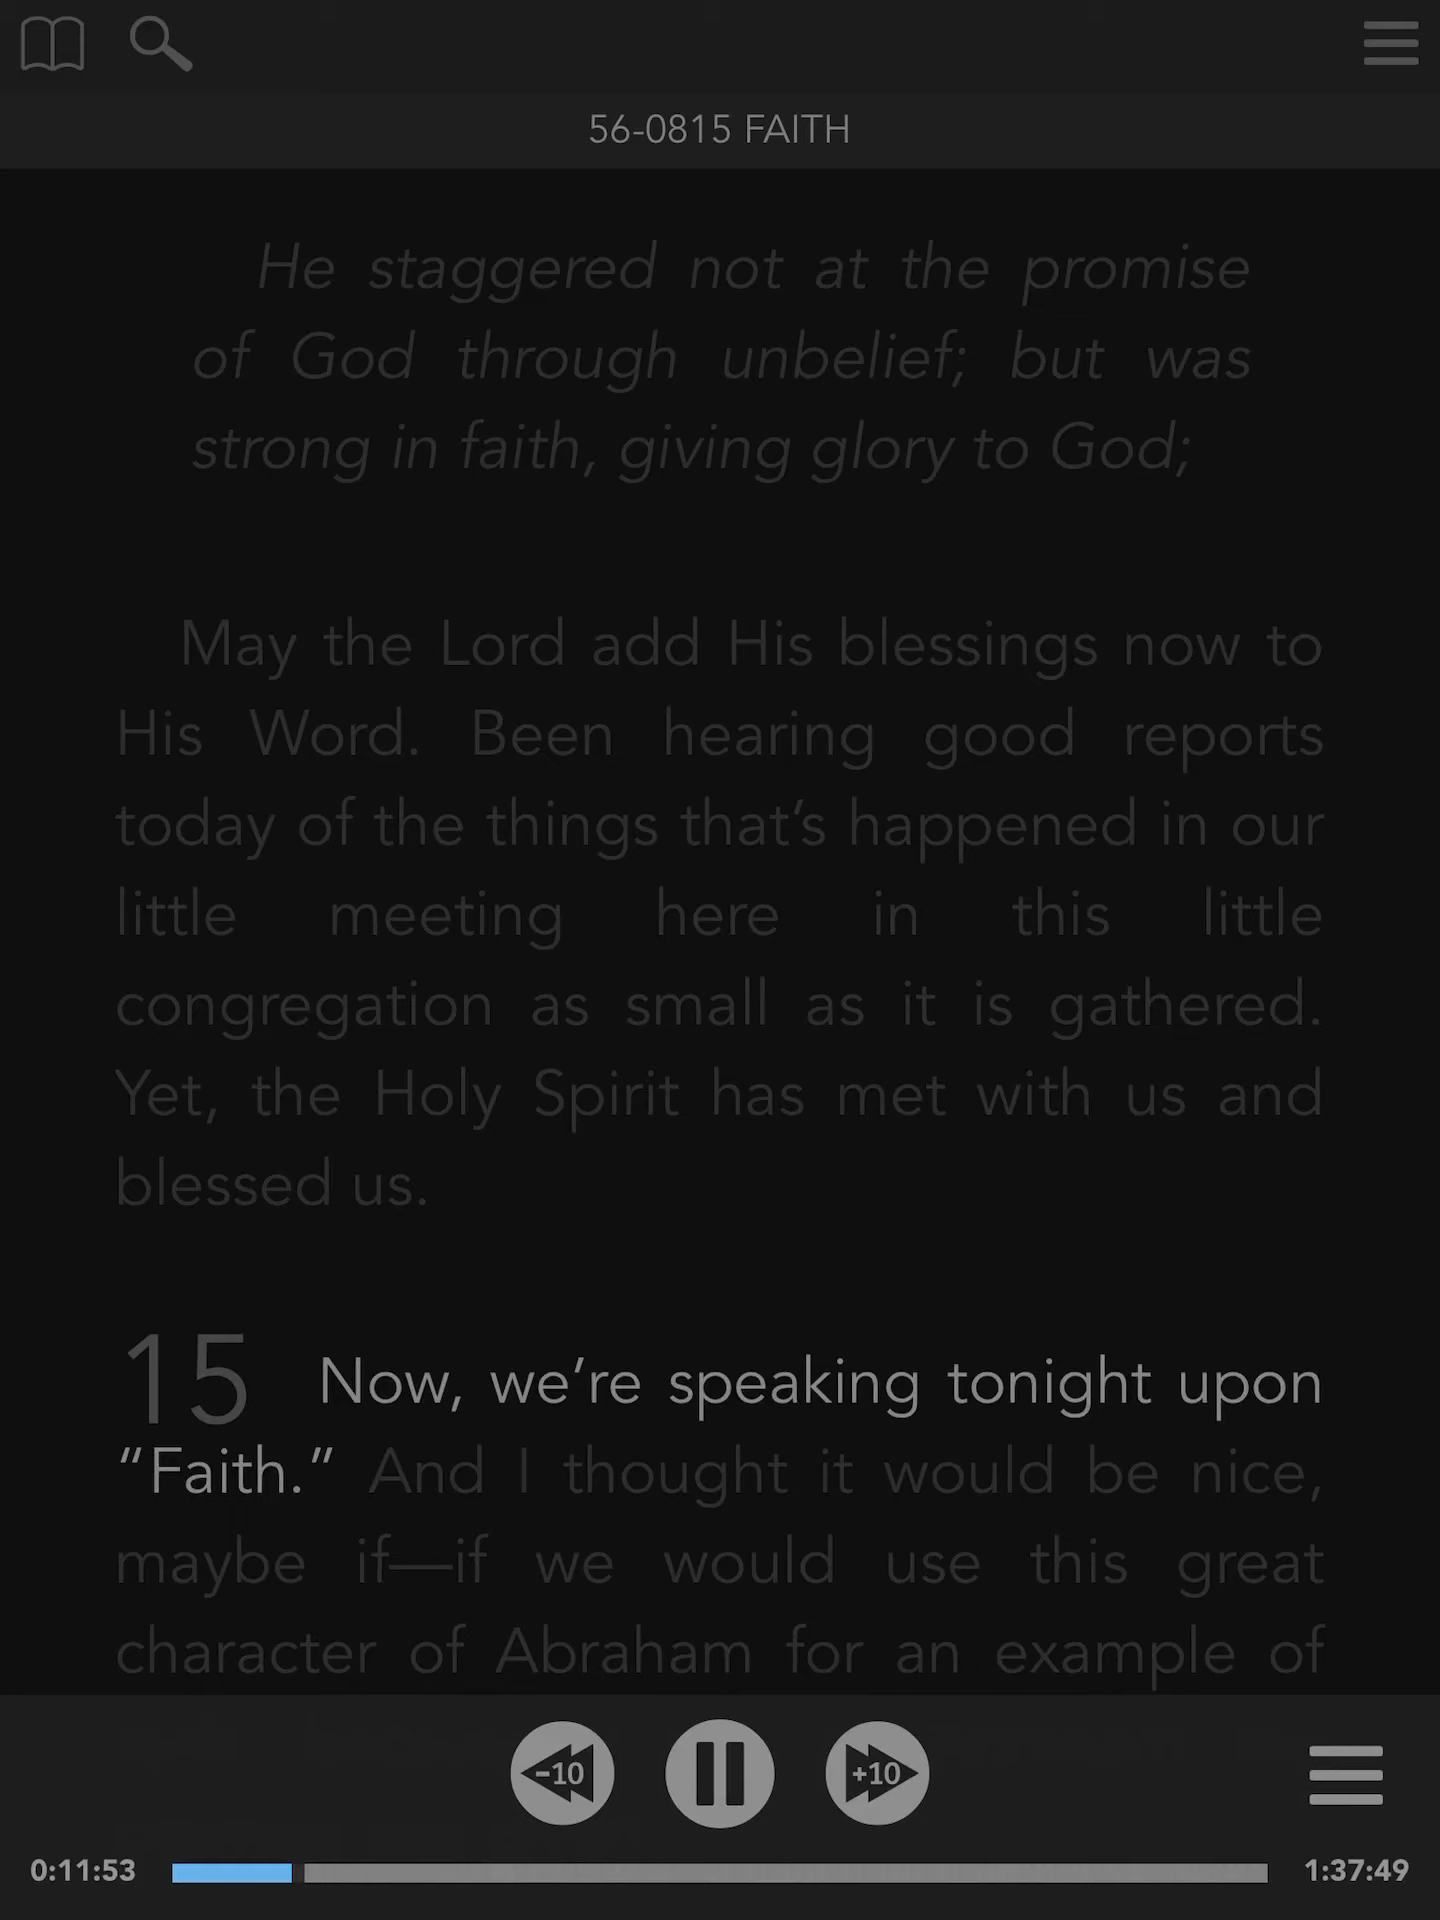 56-0815 FAITH
He staggered not at the promise
of God through unbelief; but was
strong in faith, giving glory to God;
May the Lord add His blessings now to
His Word. Been hearing good reports
today of the things that’s happened in our
little meeting here in this little
congregation as small as it is gathered.
Yet, the Holy Spirit has met with us and
blessed us.
15 Now, we’re speaking tonight upon
“Faith.” And I thought it would be nice,
maybe if—if we would use this great
character of Abraham for an example of
-10 +10
0:11:53 1:37:49